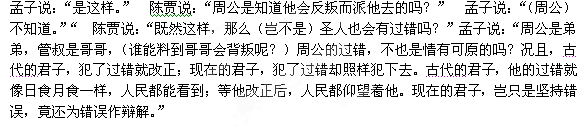 孟子说：“是这样。”　陈贾说：“周公是知道他会反叛而派他去的吗？”　孟子说：“（周公）
不知道。”“　陈贾说：“既然这样，那么（岂不是）圣人也会有过错吗？”孟子说：“周公是弟
弟，管叔是哥哥，（谁能料到哥哥会背叛呢？）周公的过错，不也是情有可原的吗？况且，古
代的君子，犯了过错就改正；现在的君子，犯了过错却照样犯下去。古代的君子，他的过错就
像日食月食一样，人民都能看到；等他改正后，人民都仰望着他。现在的君子，岂只是坚持错
误，竟还为错误作辩解。”